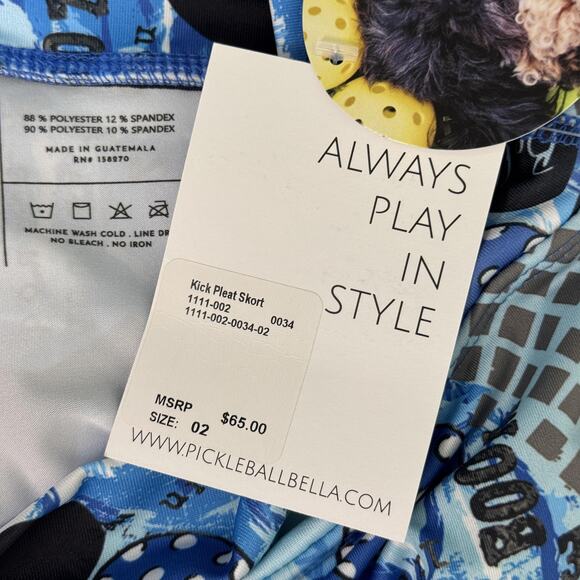 88 % POLYESTER 12 % SPANDEX
90 % POLYESTER 10 % SPANDEX
MADE IN GUATEMALA
RN# 158270
MACHINE WASH COLD . LINE
NO BLEACH . NO IRON
ALWAYS
PLAY
IN
STYLE
Kick Pleat Skort
1111-002 0034
1111-002-0034-02
MSRP $65.00
SIZE: 02
WWW.PICKLEBALLBELLA.COM